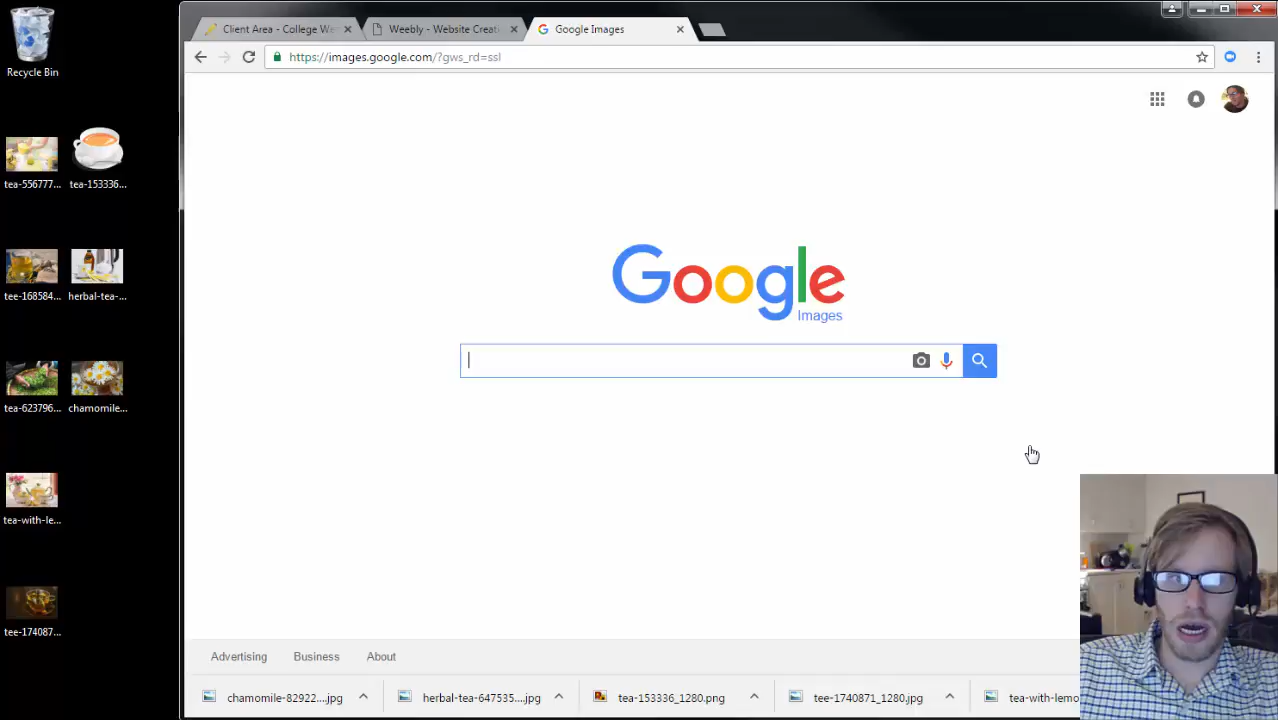 Recycle Bin
tea-556777...
tea-153336...
tee-168584...
herbal-tea-...
tea-623796...
chamomile...
tea-with-le...
tee-174087...
Client Area - College We
Weebly - Website Creati
Google Images
https://images.google.com/?gws_rd=ssl
Google
Images
Advertising
Business
About
chamomile-82922....jpg
herbal-tea-647535....jpg
tea-153336_1280.png
tee-1740871_1280.jpg
tea-with-lemo